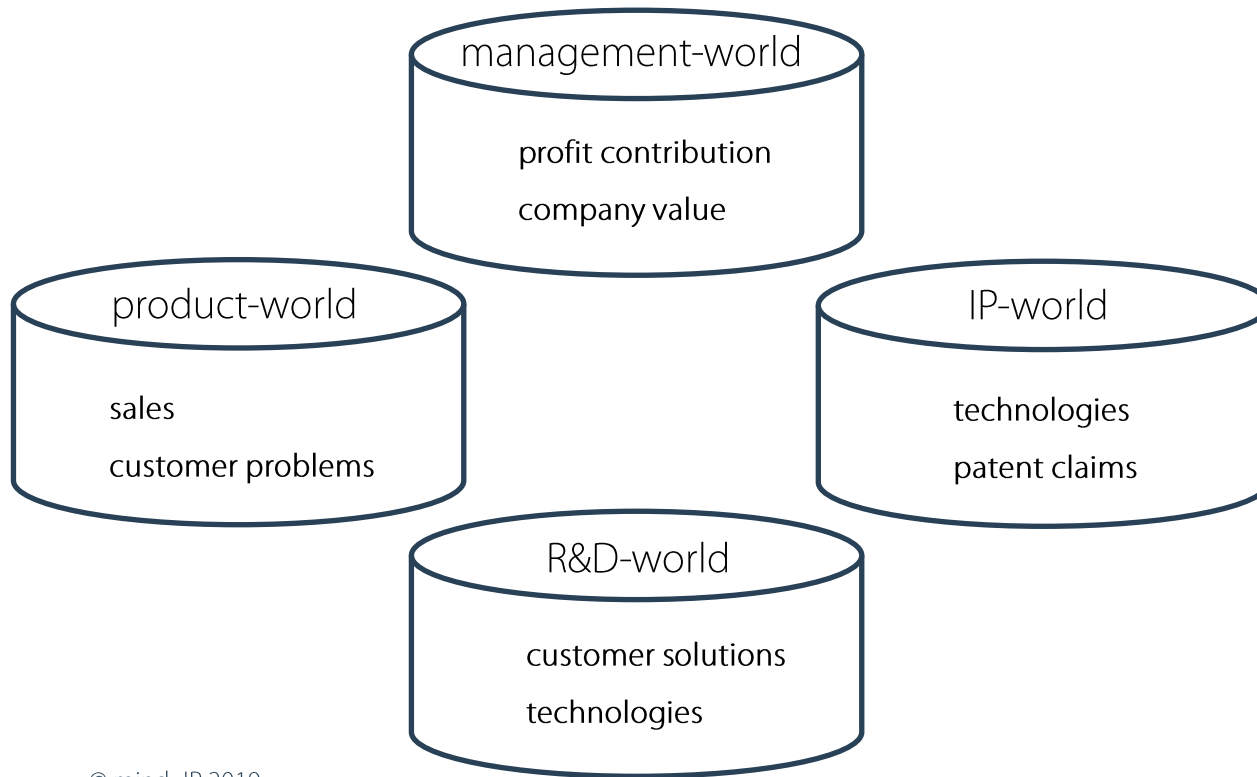 management-world
profit contribution
company value
product-world
sales
customer problems
IP-world
technologies
patent claims
R&D-world
customer solutions
technologies